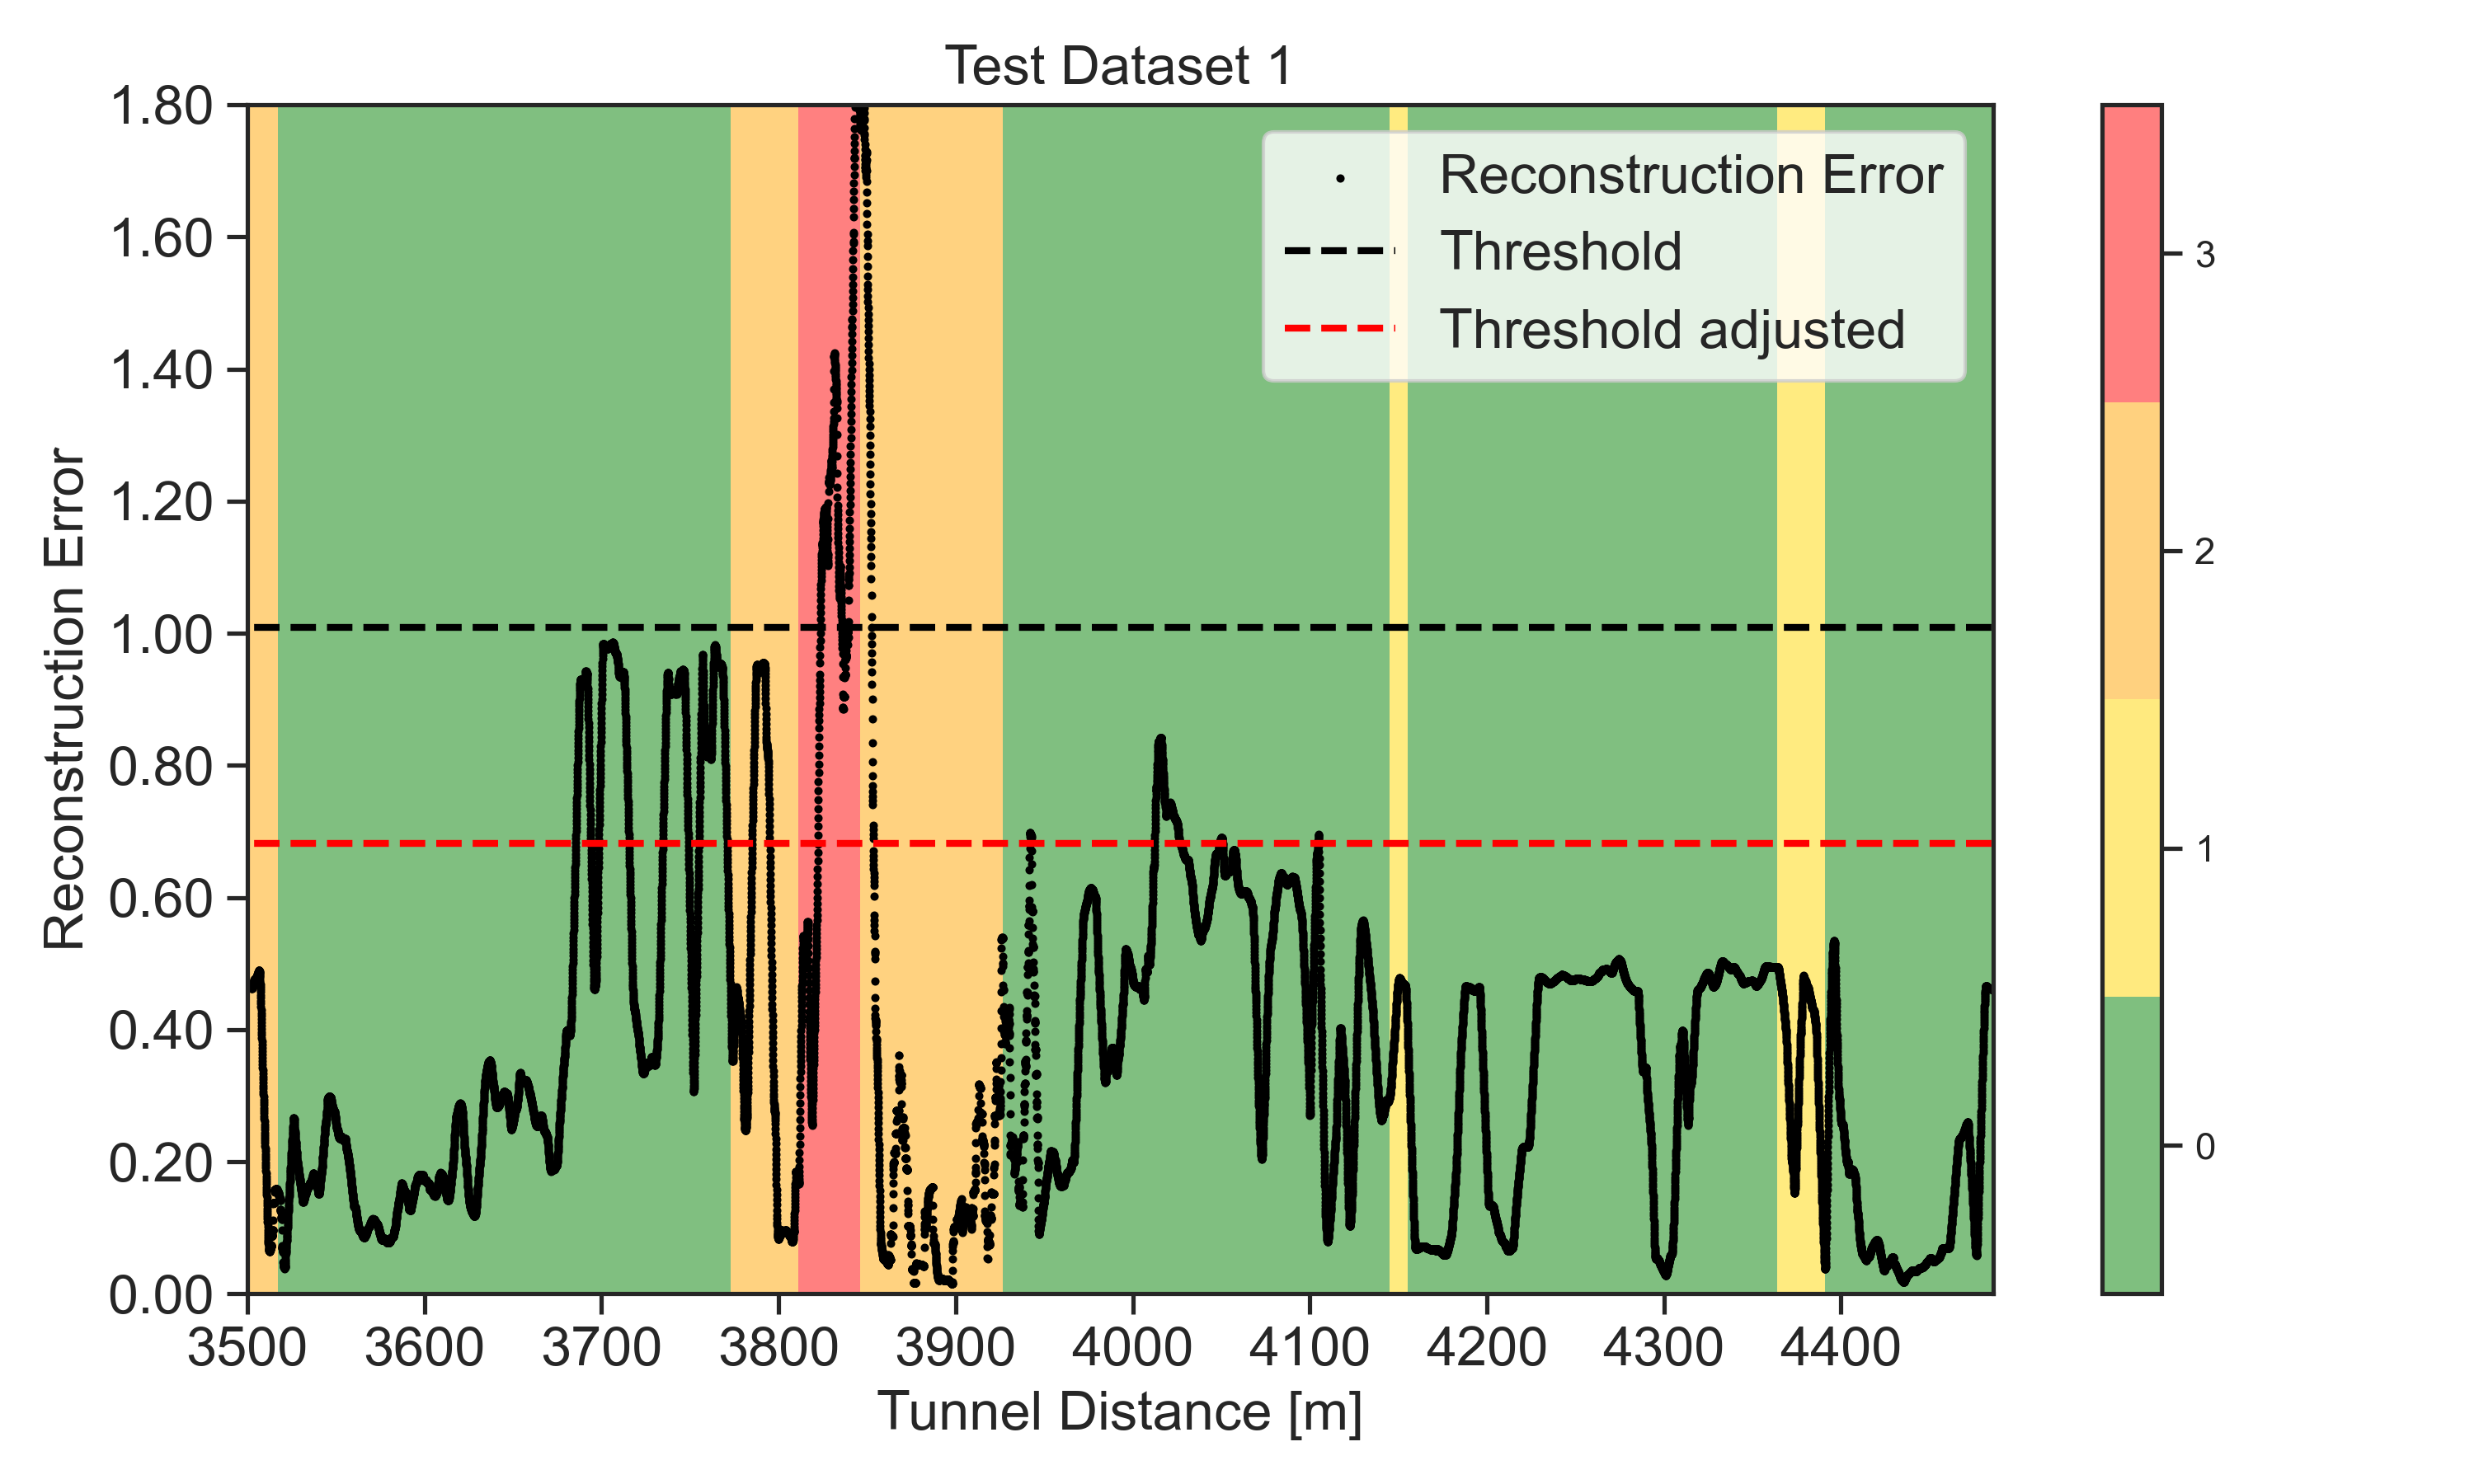 Test Dataset 1
Reconstruction Error
1.80
1.60
1.40
1.20
1.00
0.80
0.60
0.40
0.20
0.00
3500 3600 3700 3800 3900 4000 4100 4200 4300 4400
Tunnel Distance [m]
Reconstruction Error
Threshold
Threshold adjusted
3
2
1
0